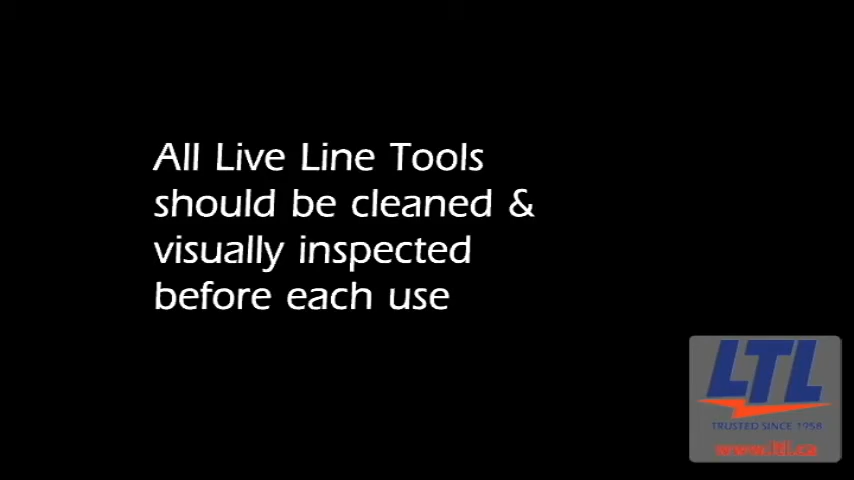 All Live Line Tools
should be cleaned &
visually inspected
before each use
LTL
TRUSTED SINCE 1958
www.ltl.ca